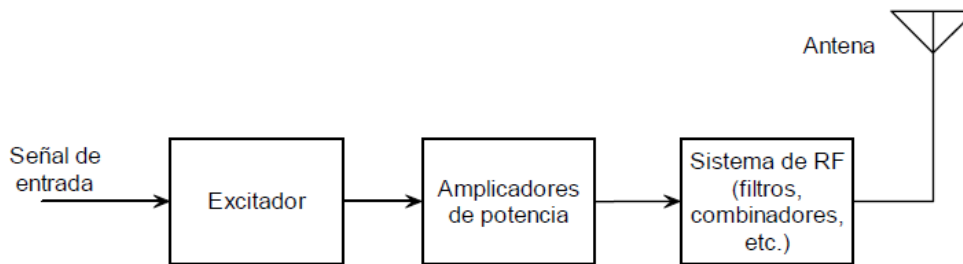 Antena
Señal de
entrada
Excitador
Amplicadores
de potencia
Sistema de RF
(filtros,
combinadores,
etc.)